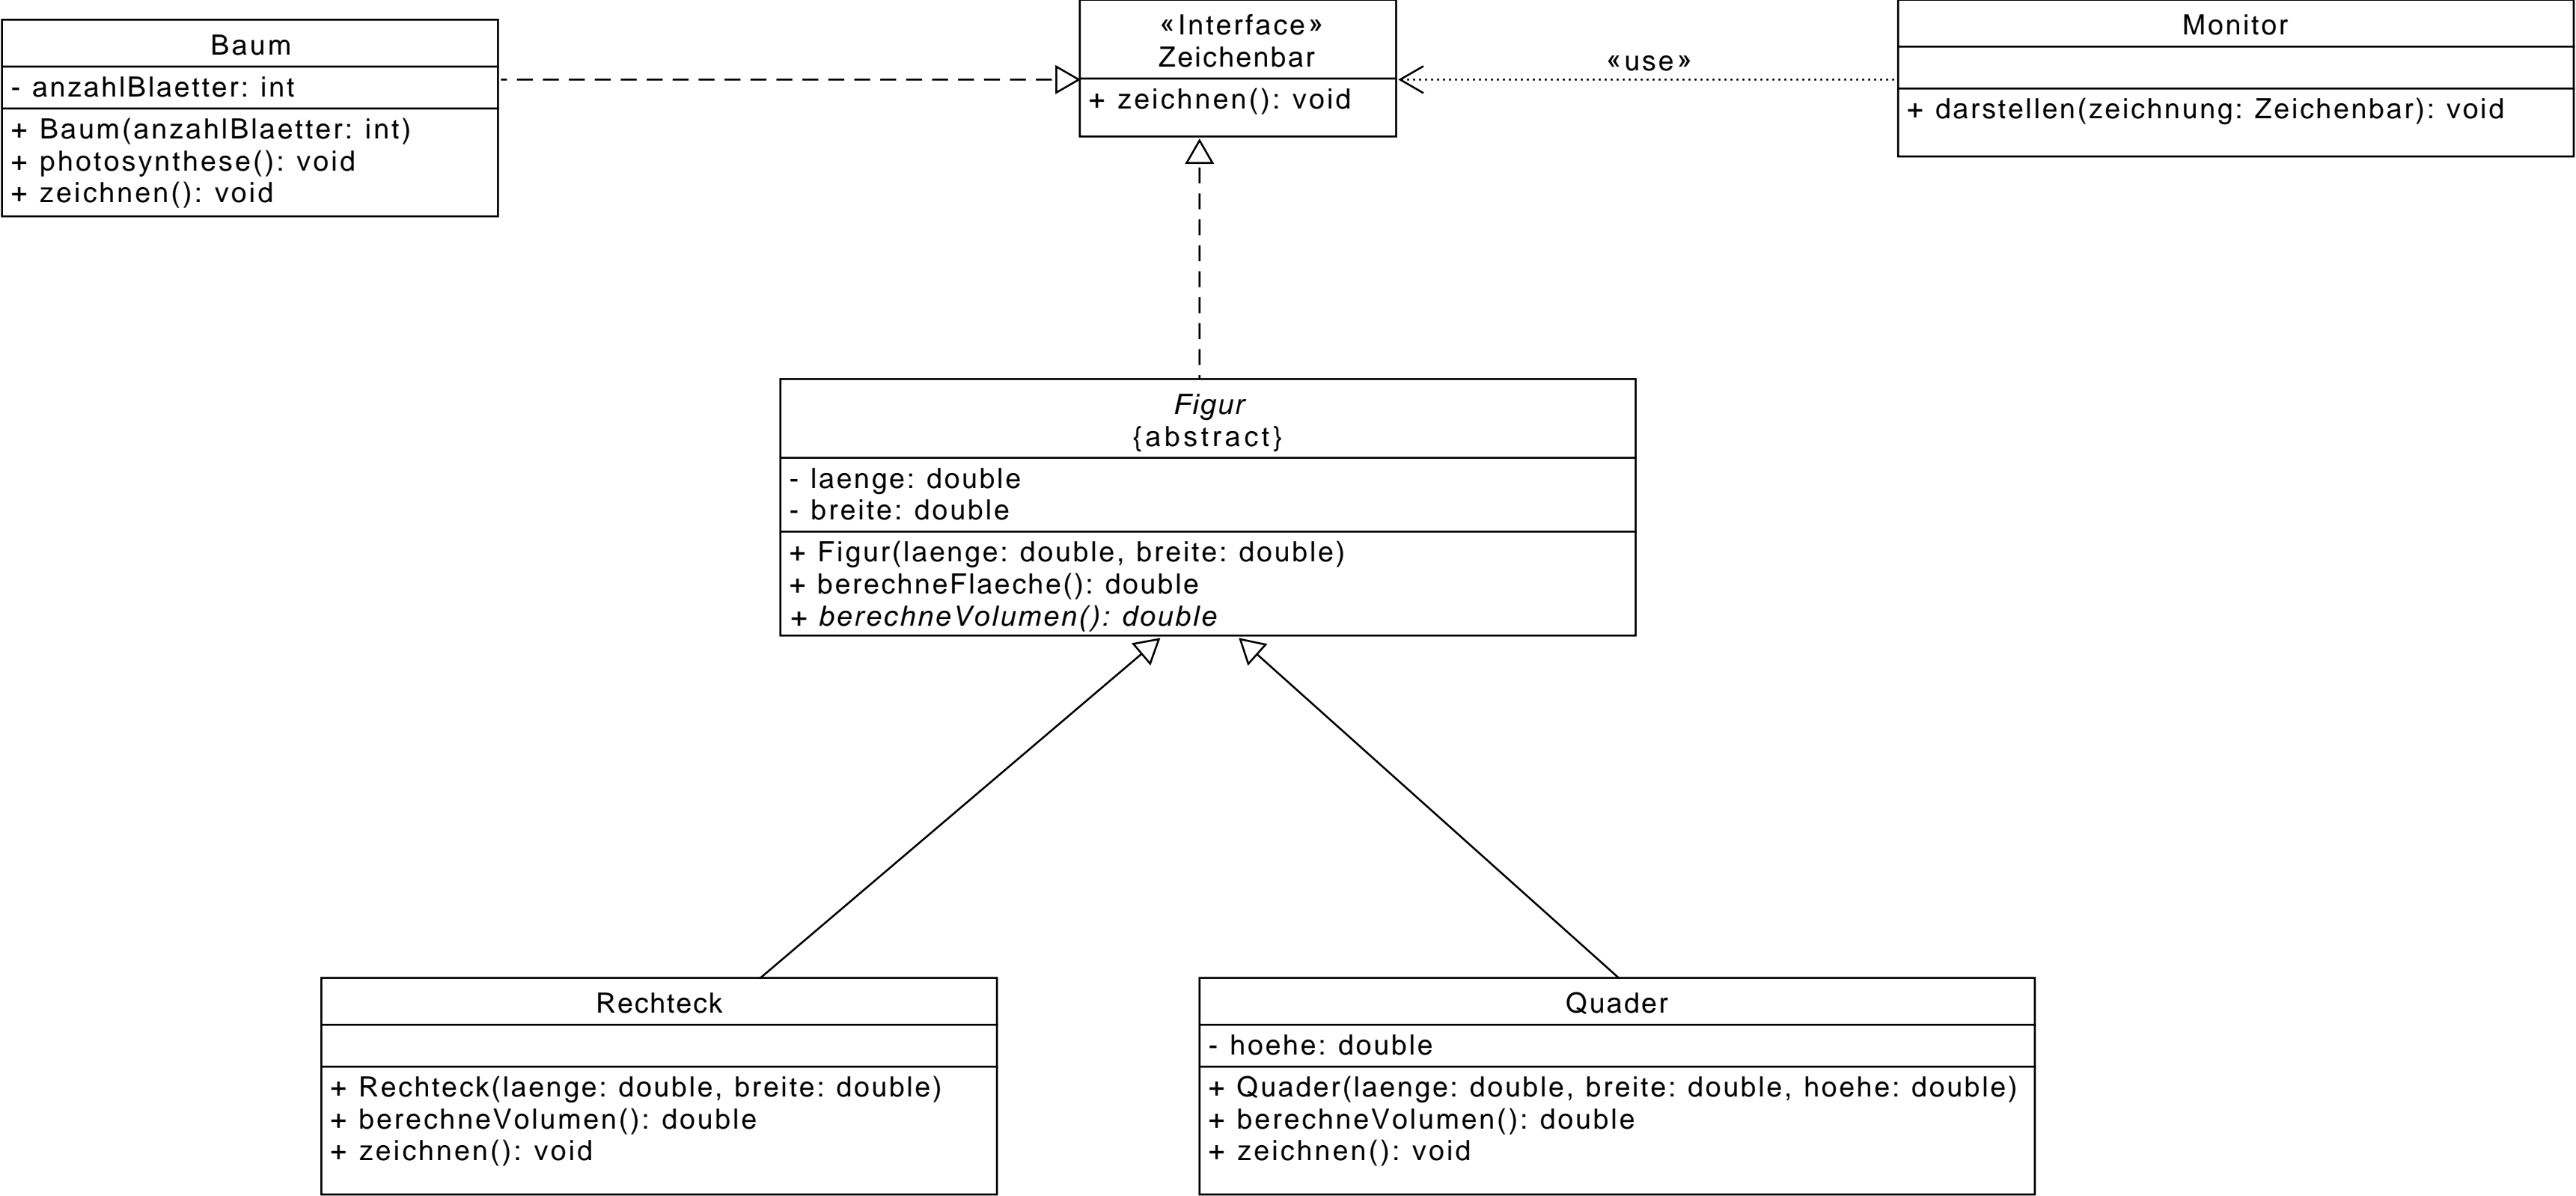 Baum
- anzahlBlaetter: int
+ Baum(anzahlBlaetter: int)
+ photosynthese(): void
+ zeichnen(): void
«Interface»
Zeichenbar
+ zeichnen(): void
«use»
Monitor
+ darstellen(zeichnung: Zeichenbar): void
Figur
{abstract}
- laenge: double
- breite: double
+ Figur(laenge: double, breite: double)
+ berechneFlaeche(): double
+ berechneVolumen(): double
Rechteck
+ Rechteck(laenge: double, breite: double)
+ berechneVolumen(): double
+ zeichnen(): void
Quader
- hoehe: double
+ Quader(laenge: double, breite: double, hoehe: double)
+ berechneVolumen(): double
+ zeichnen(): void